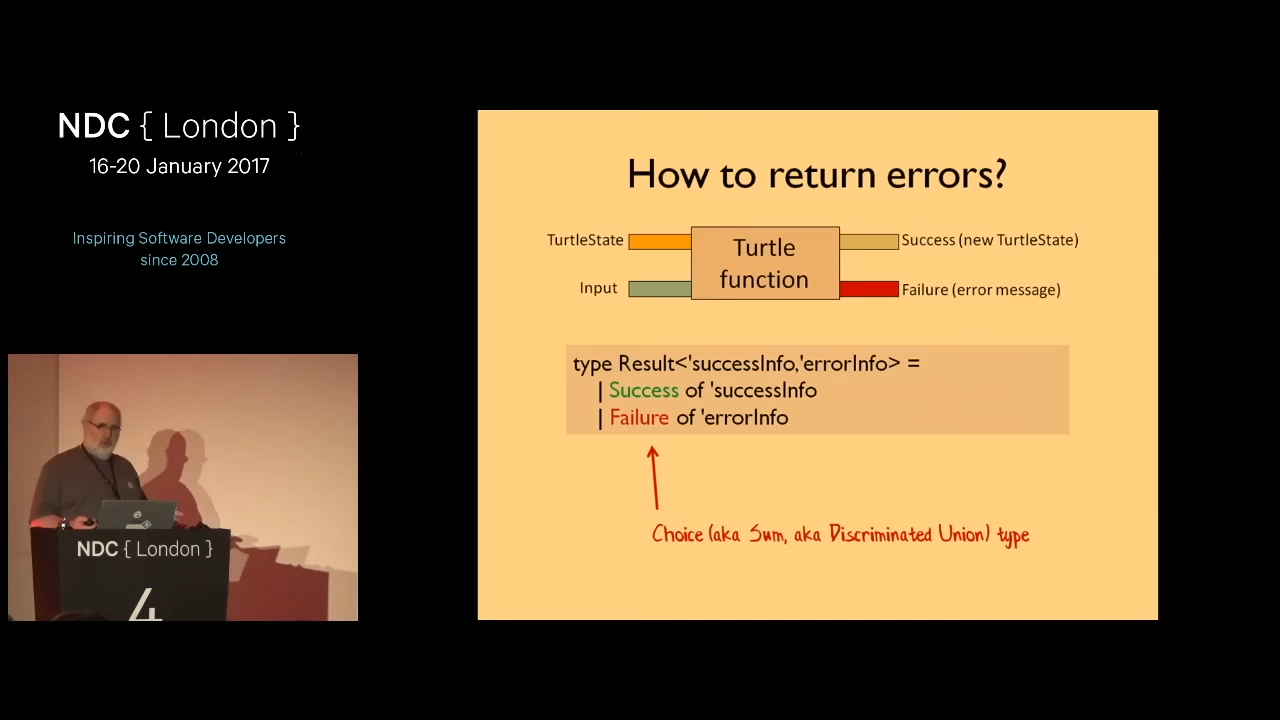 NDC { London }
16-20 January 2017
Inspiring Software Developers
since 2008
How to return errors?
TurtleState
Turtle
function
Success (new TurtleState)
Input
Failure (error message)
type Result<'successInfo,'errorInfo> =
| Success of 'successInfo
| Failure of 'errorInfo
Choice (aka Sum, aka Discriminated Union) type
NDC { London }
4